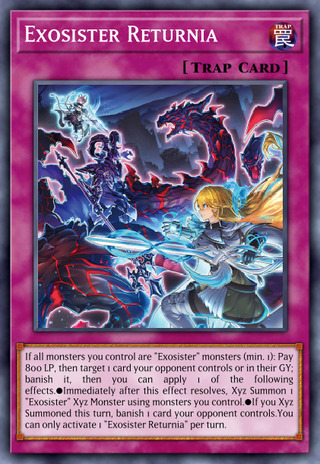 Exosister Returnia
TRAP
罠
[Trap Card]
If all monsters you control are "Exosister" monsters (min. 1): Pay
800 LP, then target 1 card your opponent controls or in their GY;
banish it, then you can apply 1 of the following
effects.●Immediately after this effect resolves, Xyz Summon 1
"Exosister" Xyz Monster using monsters you control.●If you Xyz
Summoned this turn, banish 1 card your opponent controls.You
can only activate 1 "Exosister Returnia" per turn.